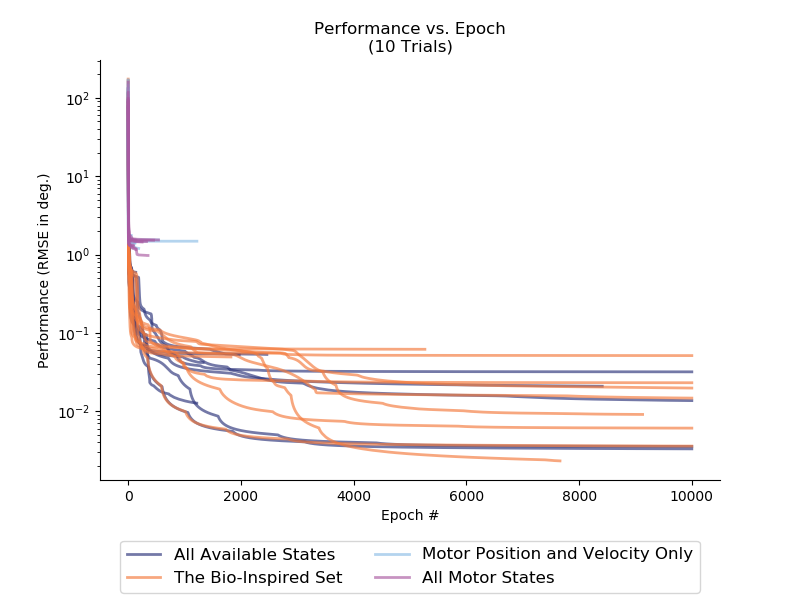 Performance vs. Epoch
(10 Trials)
Performance (RMSE in deg.)
10²
10¹
10⁰
10⁻¹
10⁻²
0 2000 4000 6000 8000 10000
Epoch #
All Available States Motor Position and Velocity Only
The Bio-Inspired Set All Motor States